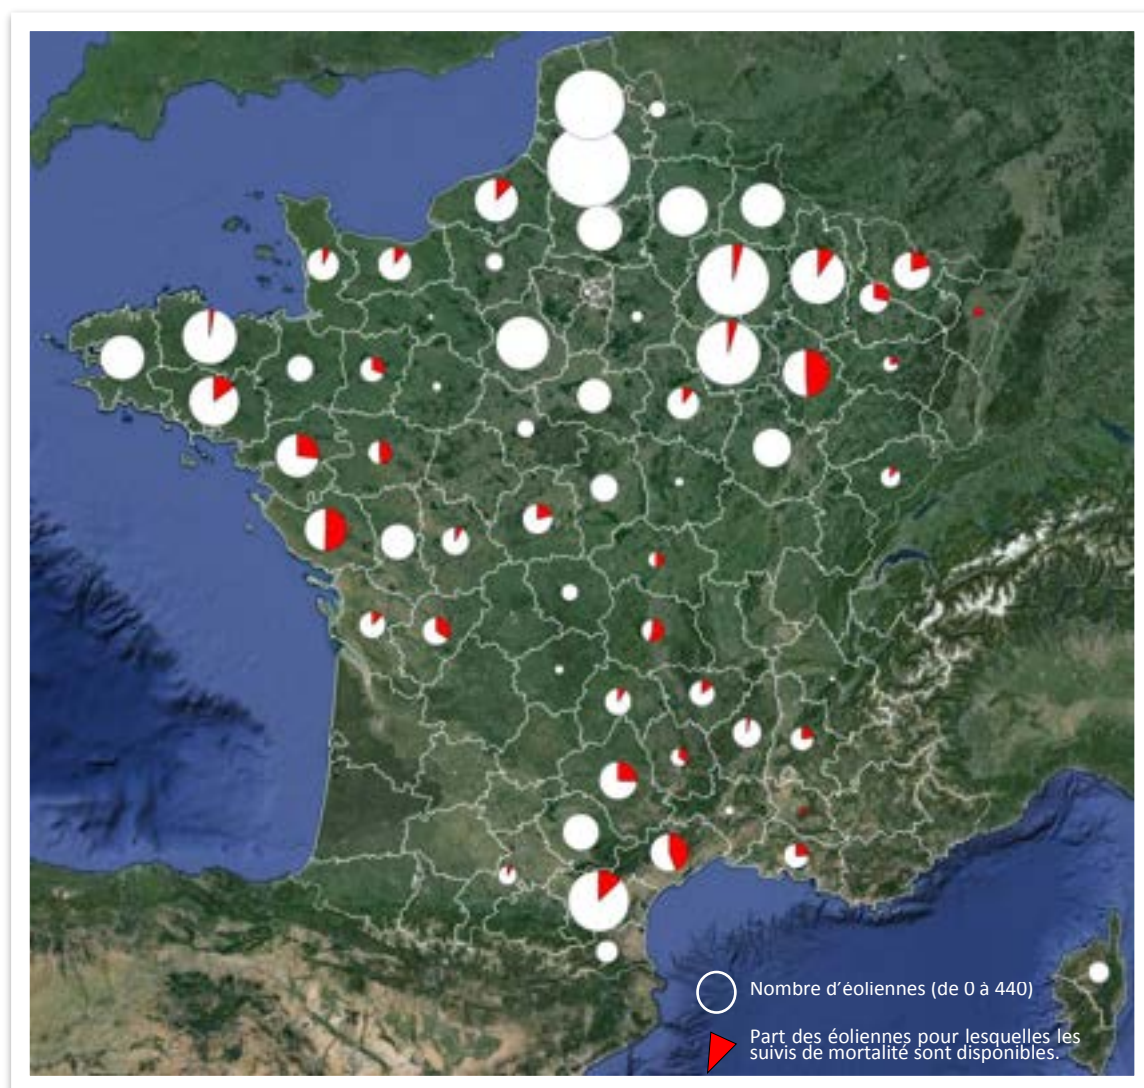 Nombre d'éoliennes (de 0 à 440)
Part des éoliennes pour lesquelles les
suivis de mortalité sont disponibles.